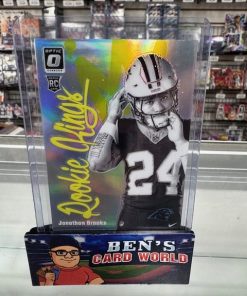 OPTIC
RC
Rookie Kings
Jonathon Brooks
24
BEN'S
CARD WORLD